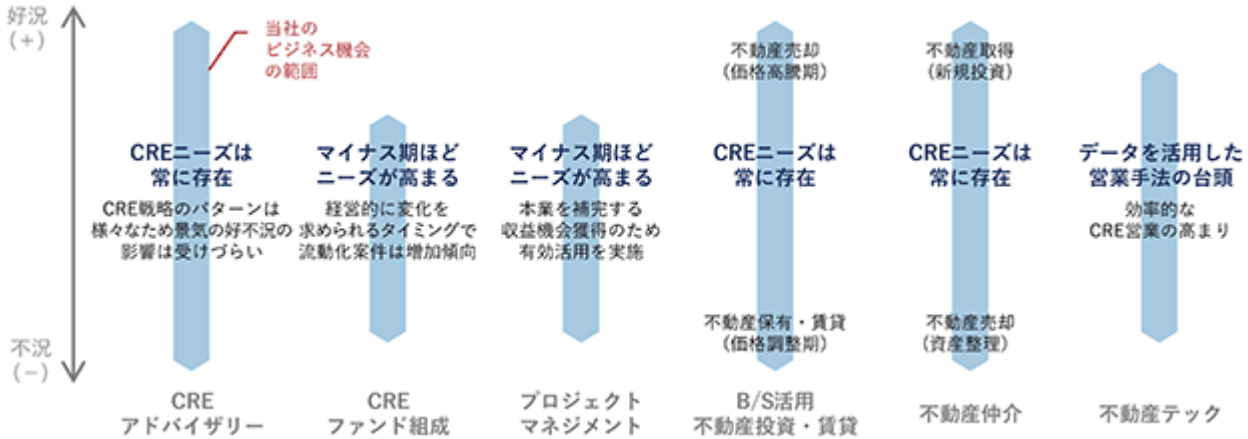 好況
(+)
不況
(−)
当社の
ビジネス機会
の範囲
CREニーズは
常に存在
CRE戦略のパターンは
様々なため景気の好不況の
影響は受けづらい
CRE
アドバイザリー
マイナス期ほど
ニーズが高まる
経営的に変化を
求められるタイミングで
流動化案件は増加傾向
CRE
ファンド組成
マイナス期ほど
ニーズが高まる
本業を補完する
収益機会獲得のため
有効活用を実施
プロジェクト
マネジメント
不動産売却
(価格高騰期)
CREニーズは
常に存在
不動産保有・賃貸
(価格調整期)
B/S活用
不動産投資・賃貸
不動産取得
(新規投資)
CREニーズは
常に存在
不動産売却
(資産整理)
不動産仲介
データを活用した
営業手法の台頭
効率的な
CRE営業の高まり
不動産テック